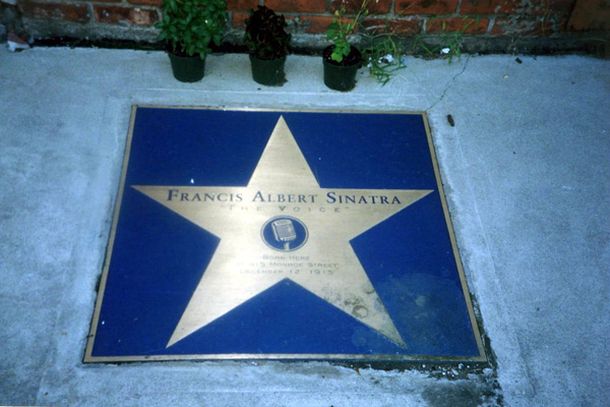 FRANCIS ALBERT SINATRA
"THE VOICE"
BORN HERE
MONROE STREET
DECEMBER 12, 1915